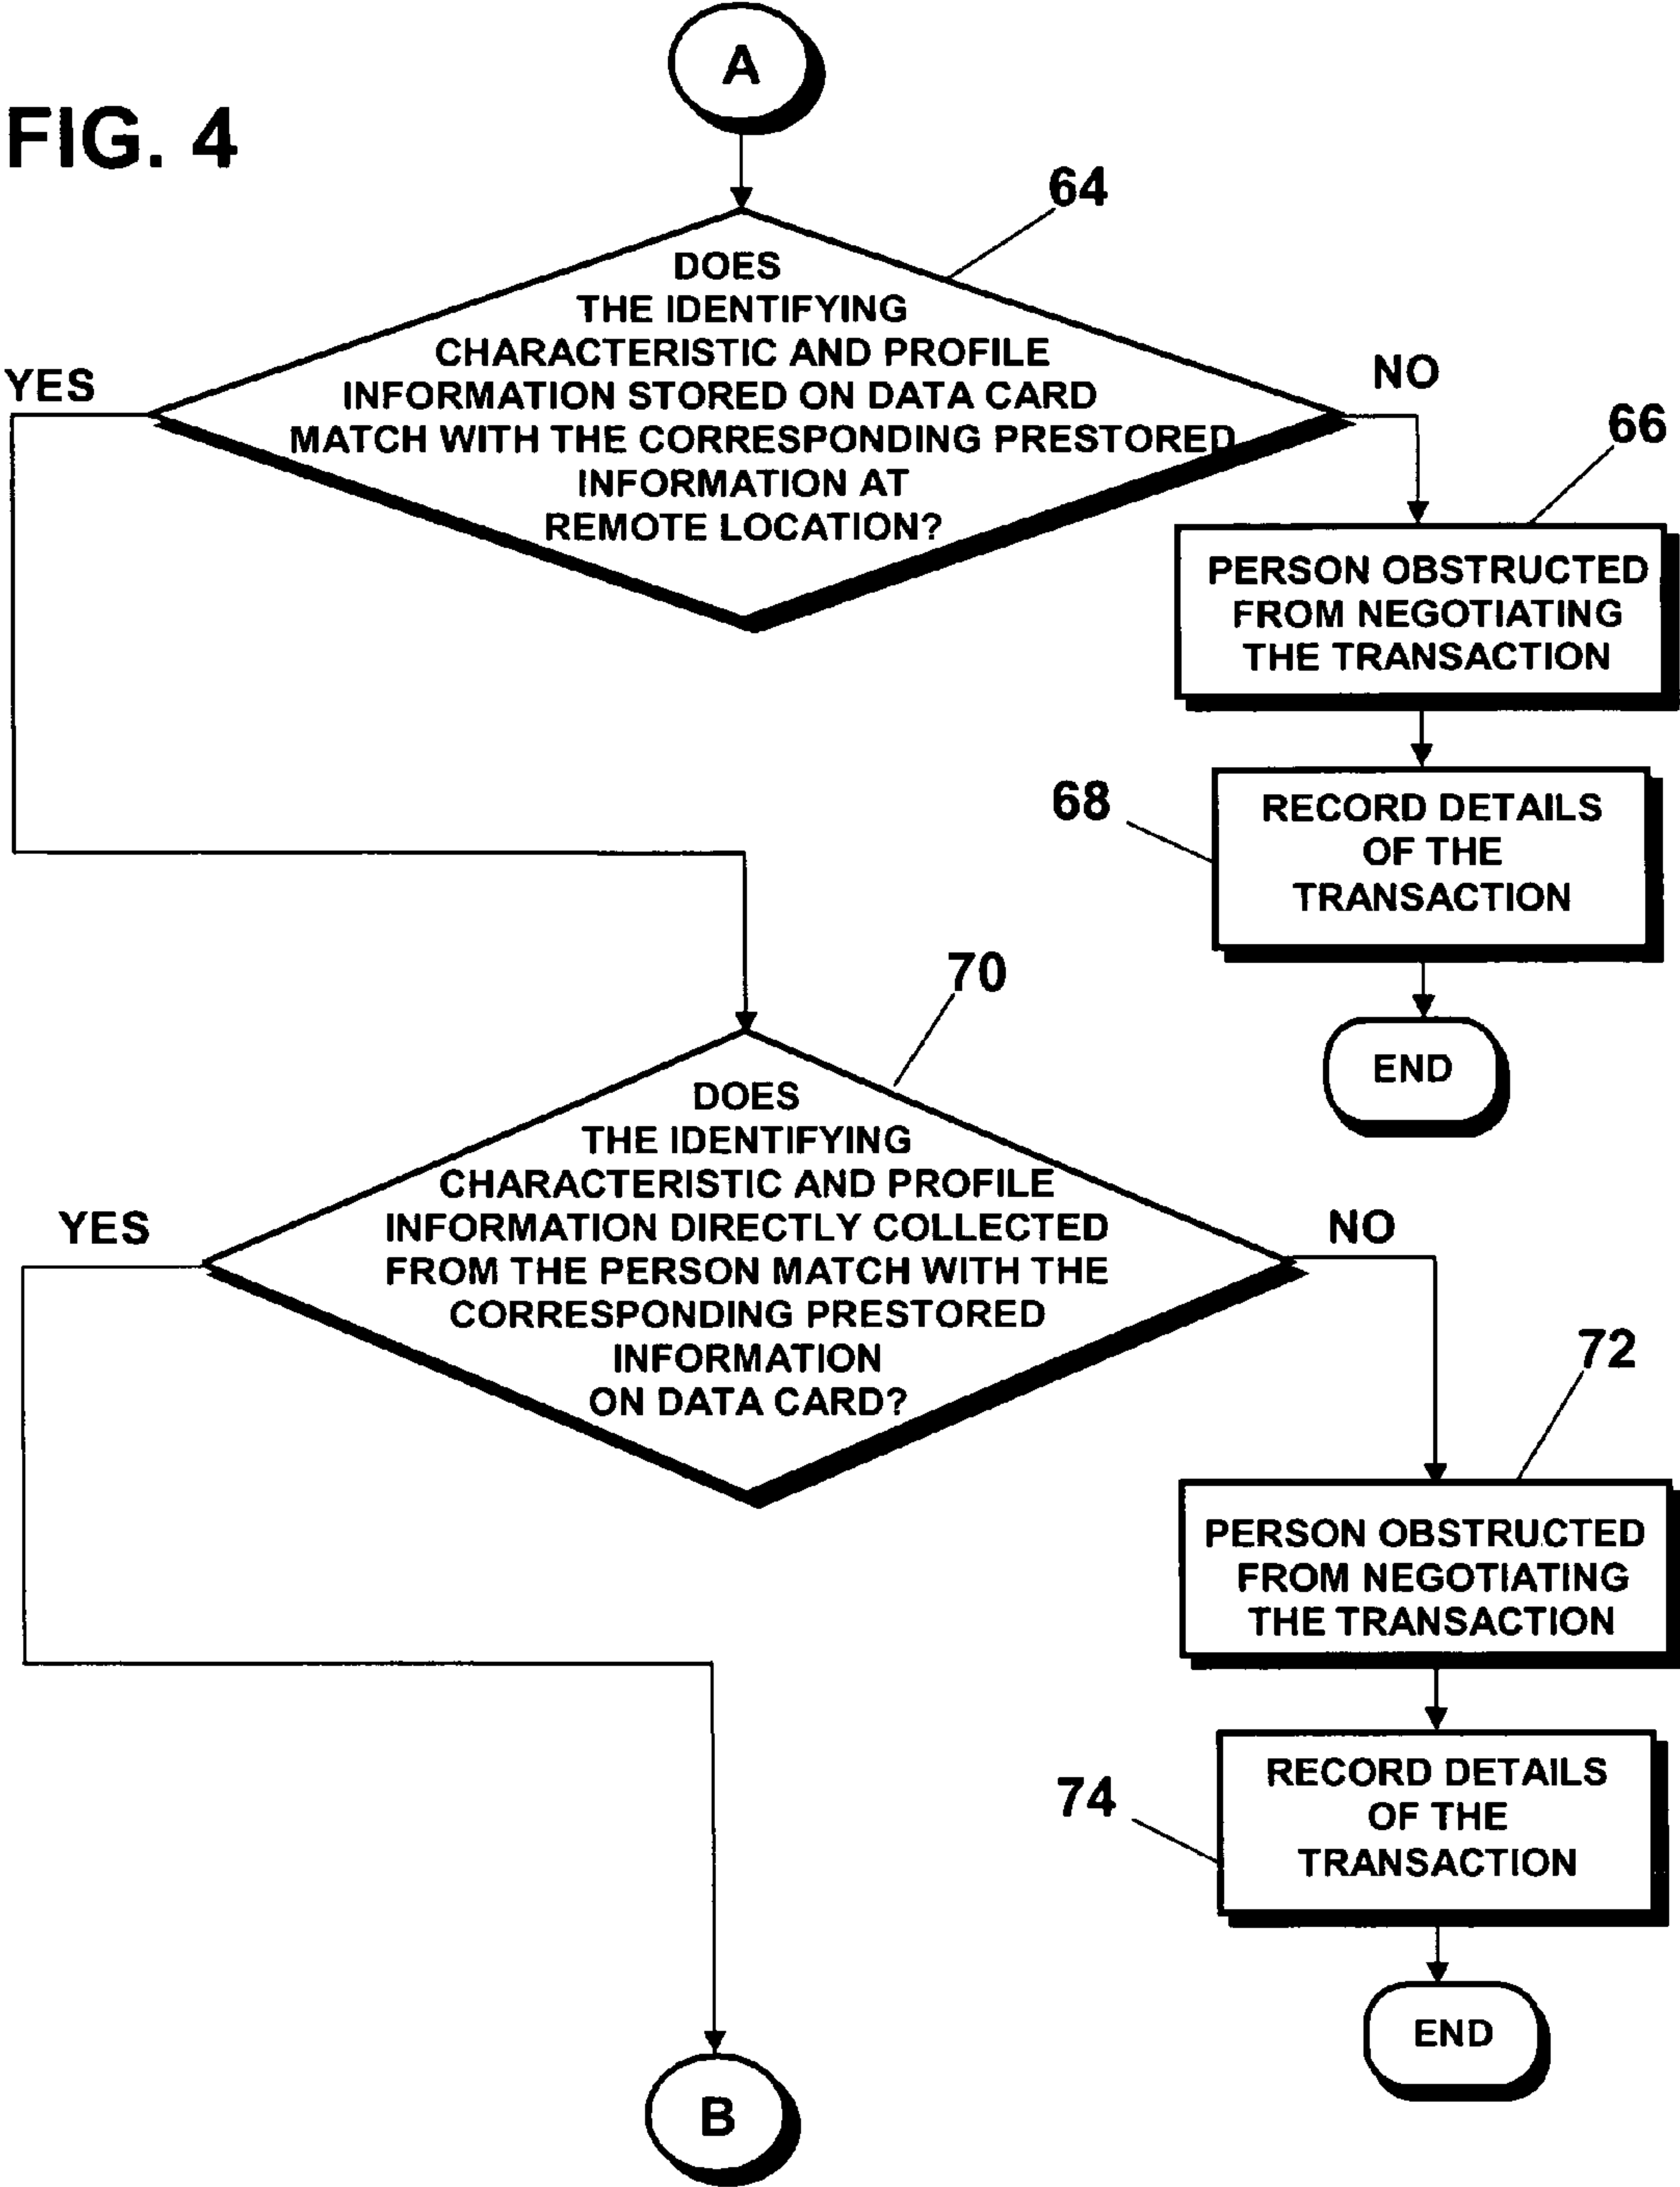 A
FIG. 4
64
DOES
THE IDENTIFYING
CHARACTERISTIC AND PROFILE
INFORMATION STORED ON DATA CARD
MATCH WITH THE CORRESPONDING PRESTORED
INFORMATION AT
REMOTE LOCATION?
YES
NO
66
PERSON OBSTRUCTED
FROM NEGOTIATING
THE TRANSACTION
68
RECORD DETAILS
OF THE
TRANSACTION
END
70
DOES
THE IDENTIFYING
CHARACTERISTIC AND PROFILE
INFORMATION DIRECTLY COLLECTED
FROM THE PERSON MATCH WITH THE
CORRESPONDING PRESTORED
INFORMATION
ON DATA CARD?
YES
NO
72
PERSON OBSTRUCTED
FROM NEGOTIATING
THE TRANSACTION
74
RECORD DETAILS
OF THE
TRANSACTION
END
B